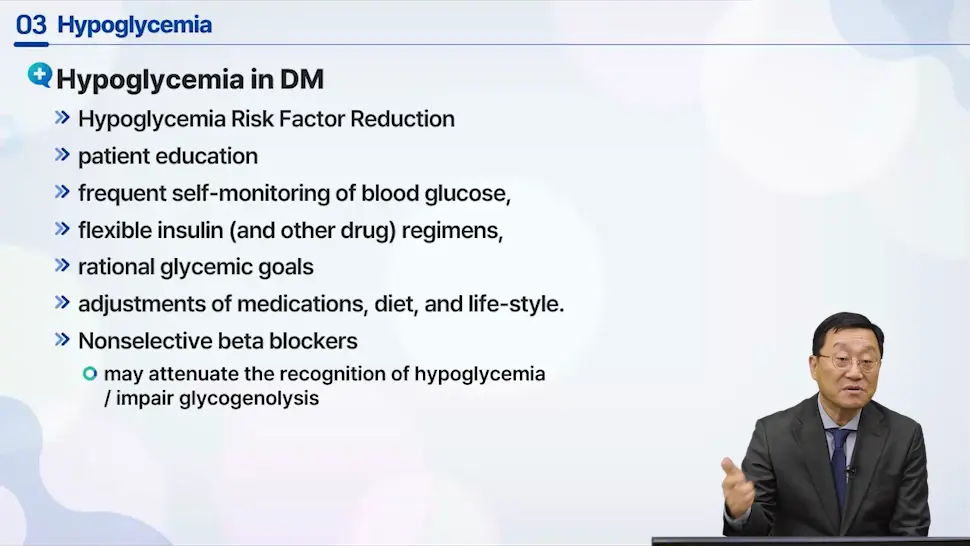 03 Hypoglycemia
Hypoglycemia in DM
Hypoglycemia Risk Factor Reduction
patient education
frequent self-monitoring of blood glucose,
flexible insulin (and other drug) regimens,
rational glycemic goals
adjustments of medications, diet, and life-style.
Nonselective beta blockers
may attenuate the recognition of hypoglycemia
/ impair glycogenolysis